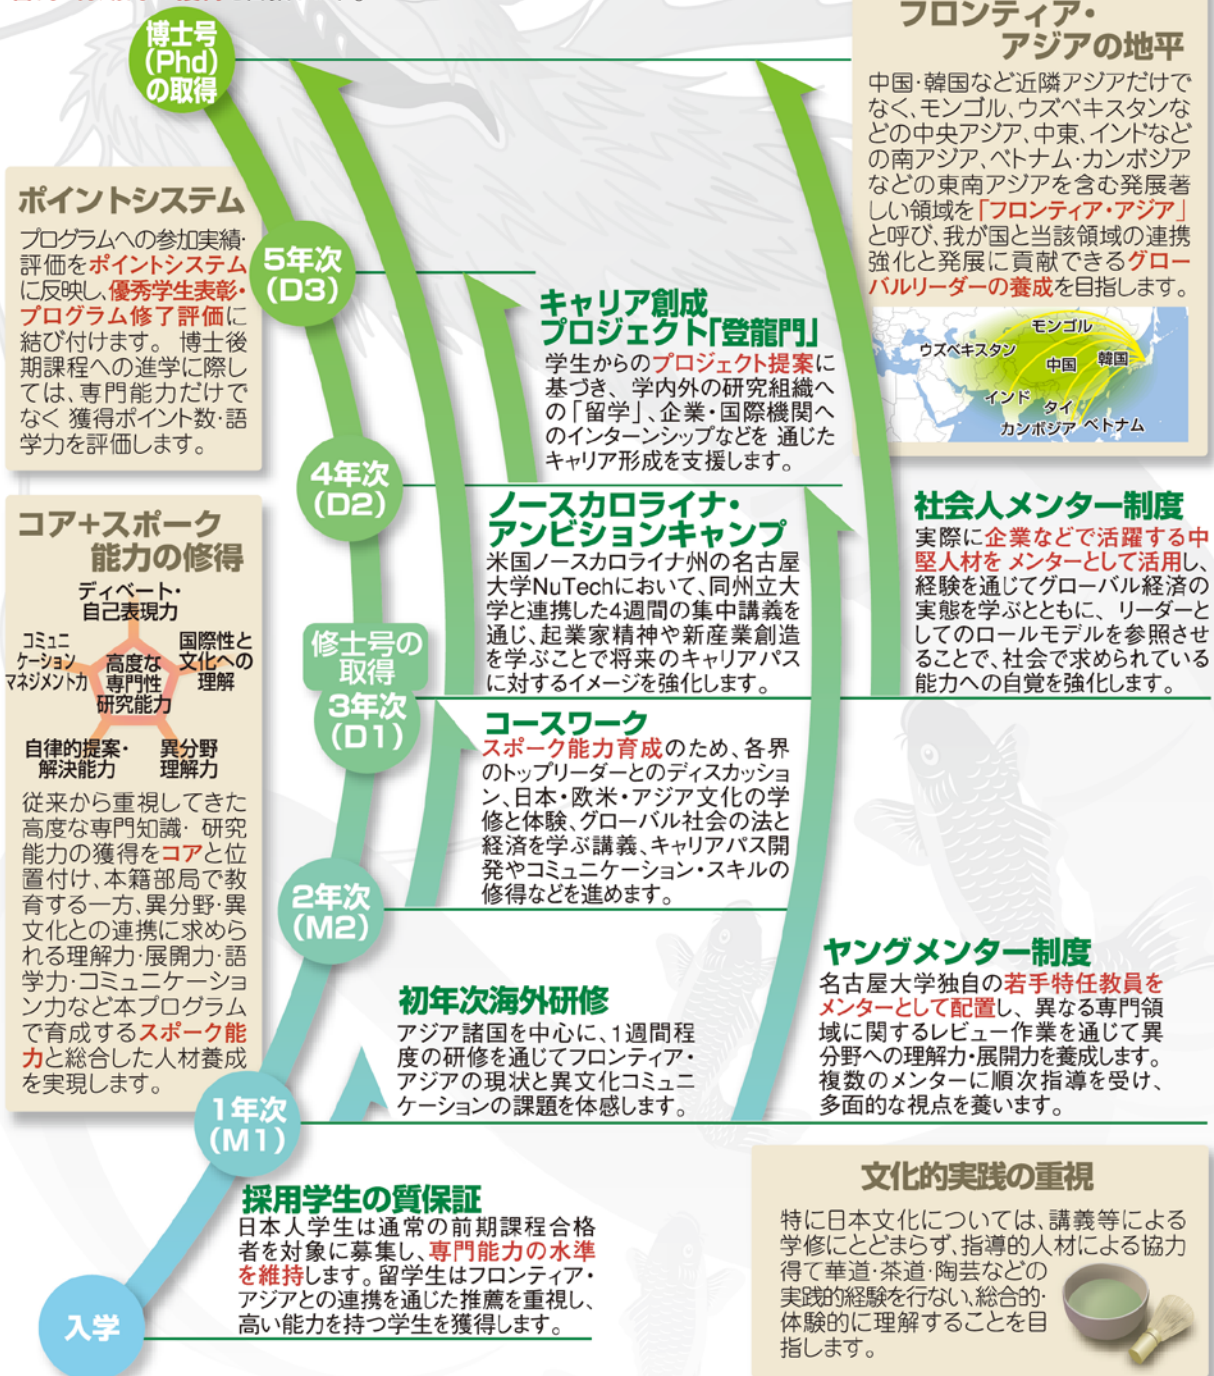 博士号
(Phd)
の取得
フロンティア・
アジアの地平
中国・韓国など近隣アジアだけで
なく、モンゴル、ウズベキスタンな
どの中央アジア、中東、インドなど
の南アジア、ベトナム・カンボジア
などの東南アジアを含む発展著
しい領域を「フロンティア・アジア」
と呼び、我が国と当該領域の連携
強化と発展に貢献できるグロー
バルリーダーの養成を目指します。
モンゴル
ウズベキスタン
中国
韓国
インド
タイ
カンボジア
ベトナム
ポイントシステム
プログラムへの参加実績・
評価をポイントシステム
に反映し、優秀学生表彰・
プログラム修了評価に
結び付けます。 博士後
期課程への進学に際し
ては、専門能力だけで
なく 獲得ポイント数・語
学力を評価します。
5年次
(D3)
キャリア創成
プロジェクト「登龍門」
学生からのプロジェクト提案に
基づき、 学内外の研究組織へ
の「留学」、企業・国際機関へ
のインターンシップなどを 通じた
キャリア形成を支援します。
4年次
(D2)
コア+スポーク
能力の修得
ディベート・
自己表現力
コミュニ
ケーション
マネジメント力
高度な
専門性
研究能力
国際性と
文化への
理解
自律的提案・
解決能力
異分野
理解力
従来から重視してきた
高度な専門知識・ 研究
能力の獲得をコアと位
置付け、本籍部局で教
育する一方、異分野・異
文化との連携に求めら
れる理解力・展開力・語
学力・コミュニケーショ
ン力など本プログラム
で育成するスポーク能
力と総合した人材養成
を実現します。
ノースカロライナ・
アンビションキャンプ
米国ノースカロライナ州の名古屋
大学NuTechにおいて、同州立大
学と連携した4週間の集中講義を
通じ、起業家精神や新産業創造
を学ぶことで将来のキャリアパス
に対するイメージを強化します。
社会人メンター制度
実際に企業などで活躍する中
堅人材を メンターとして活用し、
経験を通じてグローバル経済の
実態を学ぶとともに、 リーダーと
してのロールモデルを参照させ
ることで、社会で求められている
能力への自覚を強化します。
修士号の
取得
3年次
(D1)
コースワーク
スポーク能力育成のため、各界
のトップリーダーとのディスカッショ
ン、日本・欧米・アジア文化の学
修と体験、グローバル社会の法と
経済を学ぶ講義、キャリアパス開
発やコミュニケーション・スキルの
修得などを進めます。
2年次
(M2)
初年次海外研修
アジア諸国を中心に、1週間程
度の研修を通じてフロンティア・
アジアの現状と異文化コミュニ
ケーションの課題を体感します。
ヤングメンター制度
名古屋大学独自の若手特任教員を
メンターとして配置し、 異なる専門領
域に関するレビュー作業を通じて異
分野への理解力・展開力を養成します。
複数のメンターに順次指導を受け、
多面的な視点を養います。
1年次
(M1)
採用学生の質保証
日本人学生は通常の前期課程合格
者を対象に募集し、専門能力の水準
を維持します。留学生はフロンティア・
アジアとの連携を通じた推薦を重視し、
高い能力を持つ学生を獲得します。
入学
文化的実践の重視
特に日本文化については、講義等による
学修にとどまらず、指導的人材による協力
得て華道・茶道・陶芸などの
実践的経験を行ない、総合的・
体験的に理解することを目
指します。